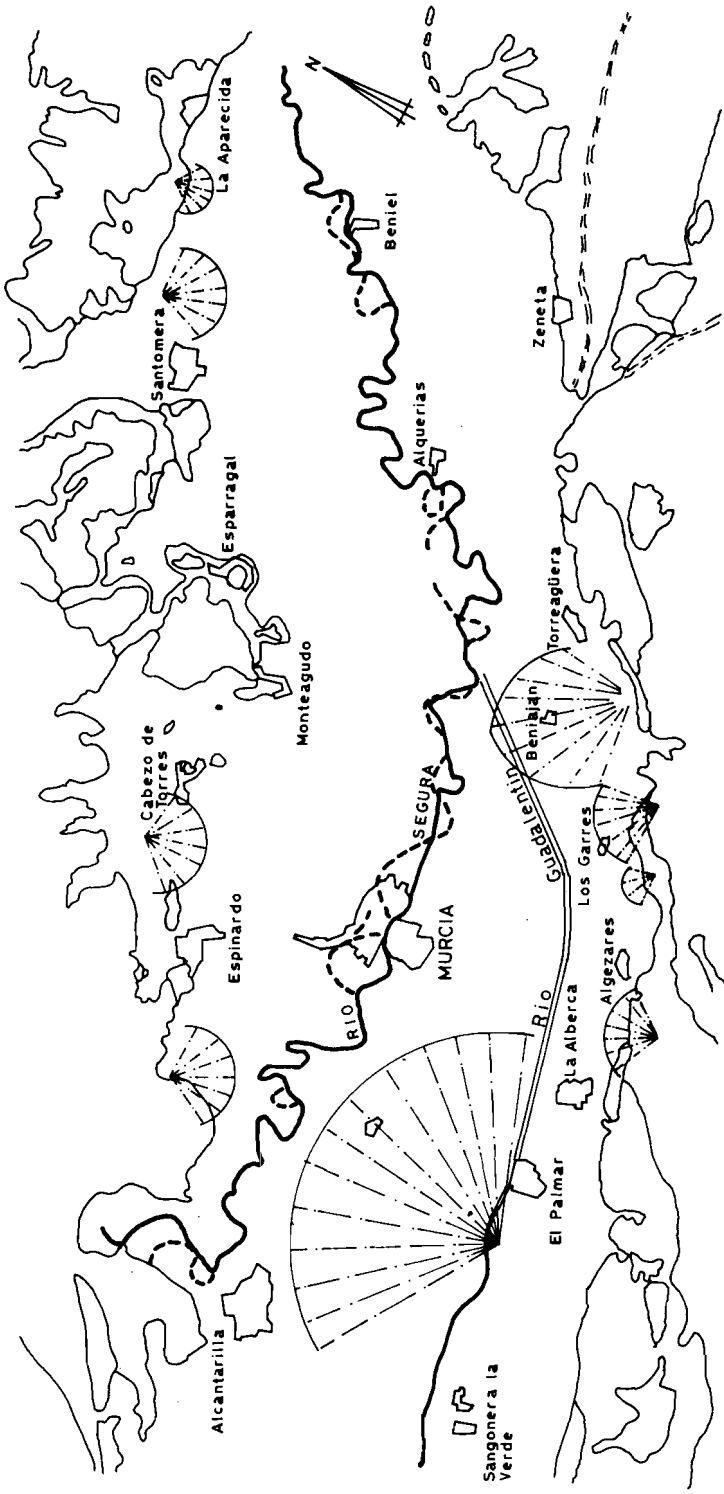 La Aparecida
Santomera
Esparragal
Monteagudo
Cabezo de
Torres
Espinardo
Alcantarilla
N
Beniel
Alquerias
SEGURA
MURCIA
RIO
Zeneta
Torreagüera
Beniaján
Guadalentin
Los Garres
Algezares
Rio
La Alberca
El Palmar
Sangonera la
Verde